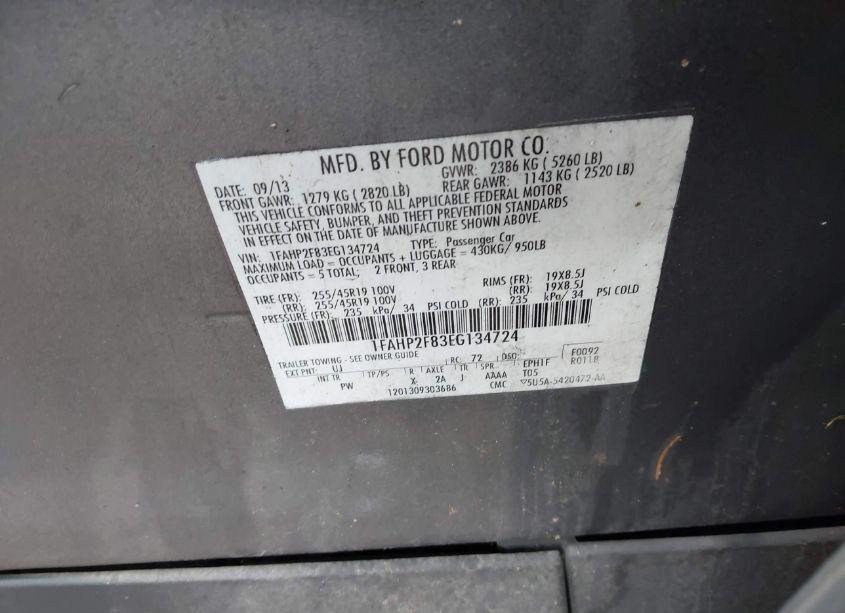 MFD. BY FORD MOTOR CO.
DATE: 09/13 GVWR: 2386 KG ( 5260 LB)
FRONT GAWR: 1279 KG ( 2820 LB) REAR GAWR: 1143 KG ( 2520 LB)
THIS VEHICLE CONFORMS TO ALL APPLICABLE FEDERAL MOTOR
VEHICLE SAFETY, BUMPER, AND THEFT PREVENTION STANDARDS
IN EFFECT ON THE DATE OF MANUFACTURE SHOWN ABOVE.
VIN: 1FAHP2F83EG134724 TYPE: Passenger Car
MAXIMUM LOAD = OCCUPANTS + LUGGAGE = 430KG/ 950LB
OCCUPANTS = 5 TOTAL; 2 FRONT, 3 REAR
TIRE (FR): 255/45R19 100V RIMS (FR): 19X8.5J
(RR): 255/45R19 100V (RR): 19X8.5J
PRESSURE (FR): 235 kPa/ 34 PSI COLD (RR): 235 kPa/ 34 PSI COLD
1FAHP2F83EG134724
TRAILER TOWING - SEE OWNER GUIDE
EXT PNT: UJ RC: 72 DSO: F0092
INT TR TP/PS R AXLE TR SPR EPH1F R0118
PW X 2A J AAAA T05
1201309303686 CMC ▽5U5A-5420472-AA